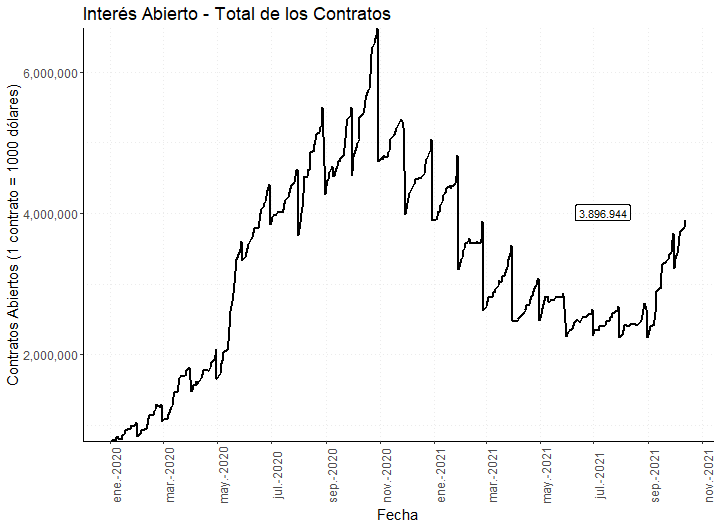 Interés Abierto - Total de los Contratos
Contratos Abiertos (1 contrato = 1000 dólares)
6,000,000
4,000,000
2,000,000
3.896.944
ene.-2020
mar.-2020
may.-2020
jul.-2020
sep.-2020
nov.-2020
ene.-2021
mar.-2021
may.-2021
jul.-2021
sep.-2021
nov.-2021
Fecha